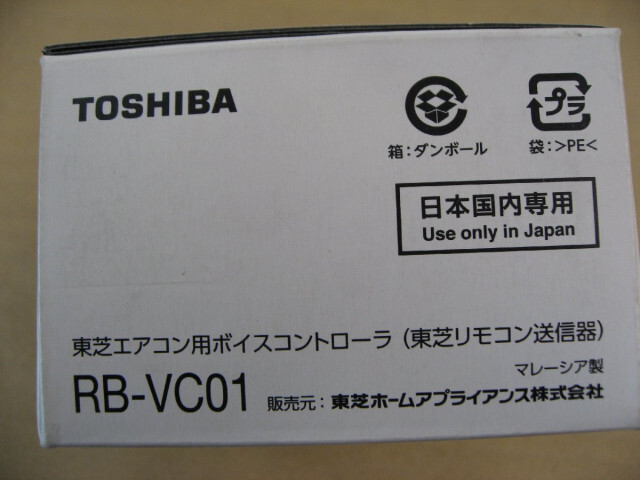 TOSHIBA
プラ
箱:ダンボール
袋:>PE<
日本国内専用
Use only in Japan
東芝エアコン用ボイスコントローラ(東芝リモコン送信器)
マレーシア製
RB-VC01 販売元:東芝ホームアプライアンス株式会社